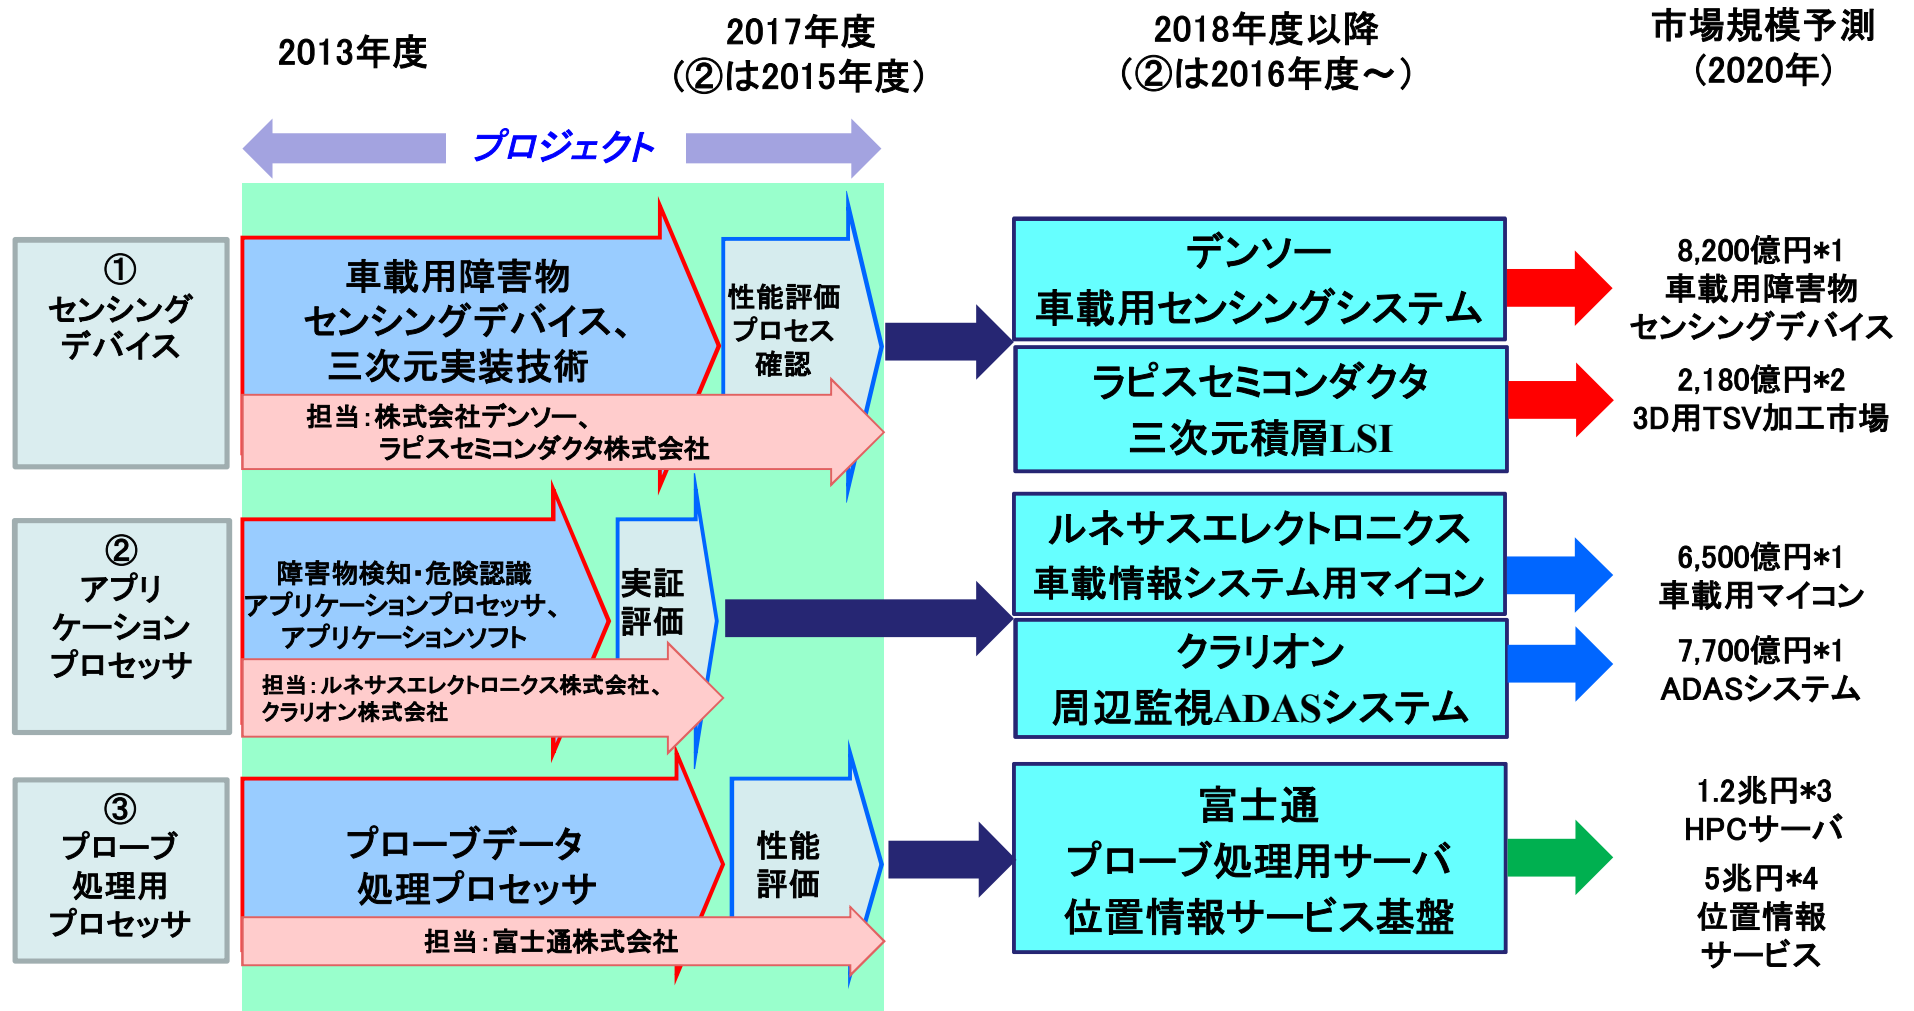 2013年度
2017年度
(②は2015年度)
2018年度以降
(②は2016年度～)
市場規模予測
(2020年)
プロジェクト
①
センシング
デバイス
車載用障害物
センシングデバイス、
三次元実装技術
性能評価
プロセス
確認
担当：株式会社デンソー、
ラピスセミコンダクタ株式会社
デンソー
車載用センシングシステム
ラピスセミコンダクタ
三次元積層LSI
8,200億円*1
車載用障害物
センシングデバイス
2,180億円*2
3D用TSV加工市場
②
アプリ
ケーション
プロセッサ
障害物検知・危険認識
アプリケーションプロセッサ、
アプリケーションソフト
実証
評価
担当：ルネサスエレクトロニクス株式会社、
クラリオン株式会社
ルネサスエレクトロニクス
車載情報システム用マイコン
クラリオン
周辺監視ADASシステム
6,500億円*1
車載用マイコン
7,700億円*1
ADASシステム
③
プローブ
処理用
プロセッサ
プローブデータ
処理プロセッサ
性能
評価
担当：富士通株式会社
富士通
プローブ処理用サーバ
位置情報サービス基盤
1.2兆円*3
HPCサーバ
5兆円*4
位置情報
サービス